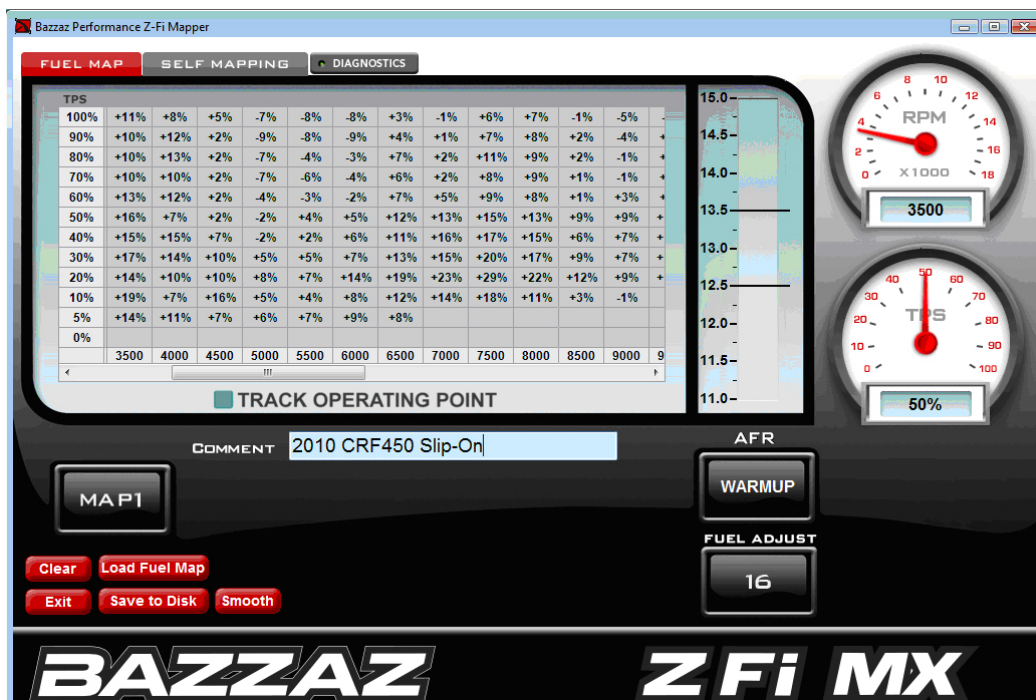 Bazzaz Performance Z-Fi Mapper
FUEL MAP SELF MAPPING DIAGNOSTICS
TPS
100% +11% +8% +5% -7% -8% -8% +3% -1% +6% +7% -1% -5% -
90% +10% +12% +2% -9% -8% -9% +4% +1% +7% +8% +2% -4% +
80% +10% +13% +2% -7% -4% -3% +7% +2% +11% +9% +2% -1% +
70% +10% +10% +2% -7% -6% -4% +6% +2% +8% +9% +1% -1% +
60% +13% +12% +2% -4% -3% -2% +7% +5% +9% +8% +1% +3% +
50% +16% +7% +2% -2% +4% +5% +12% +13% +15% +13% +9% +9% +
40% +15% +15% +7% -2% +2% +6% +11% +16% +17% +15% +6% +7% +
30% +17% +14% +10% +5% +5% +7% +13% +15% +20% +17% +9% +7% +
20% +14% +10% +10% +8% +7% +14% +19% +23% +29% +22% +12% +9% +
10% +19% +7% +16% +5% +4% +8% +12% +14% +18% +11% +3% -1%
5% +14% +11% +7% +6% +7% +9% +8%
0%
3500 4000 4500 5000 5500 6000 6500 7000 7500 8000 8500 9000 9
TRACK OPERATING POINT
15.0
14.5
14.0
13.5
13.0
12.5
12.0
11.5
11.0
0 2 4 6 8 10 12 14 16 18
RPM
X1000
3500
0 10 20 30 40 50 60 70 80 90 100
TPS
50%
COMMENT 2010 CRF450 Slip-On
AFR
MAP1
WARMUP
FUEL ADJUST
16
Clear Load Fuel Map
Exit Save to Disk Smooth
BAZZAZ Z Fi MX